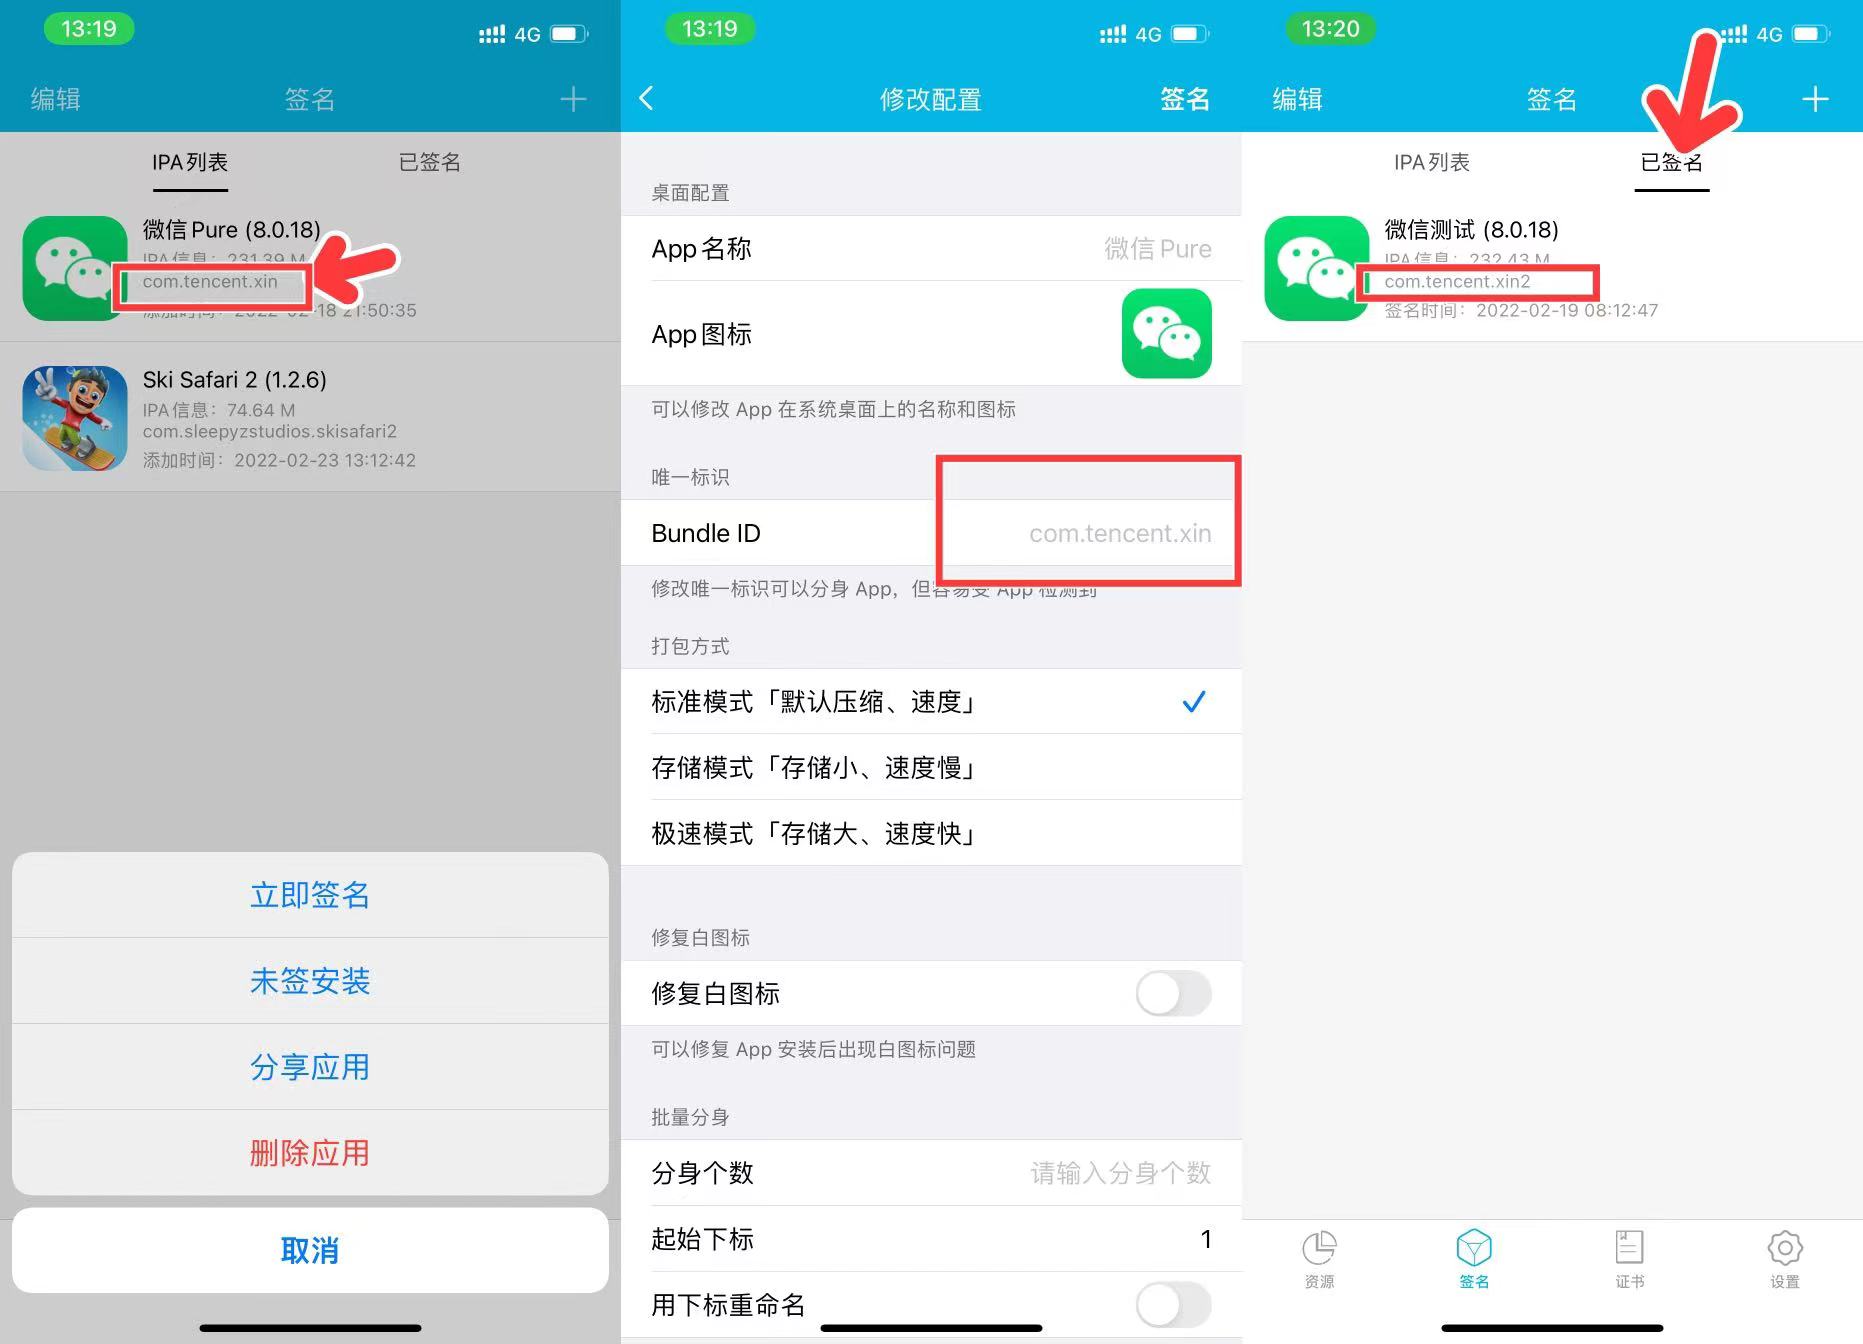 13:19
4G
编辑
签名
IPA列表
已签名
微信 Pure (8.0.18)
IPA信息：231.39 M
com.tencent.xin
添加时间：2022-02-18 21:50:35
Ski Safari 2 (1.2.6)
IPA信息：74.64 M
com.sleepyzstudios.skisafari2
添加时间：2022-02-23 13:12:42
立即签名
未签安装
分享应用
删除应用
取消
13:19
4G
修改配置
签名
桌面配置
App 名称
微信 Pure
App 图标
可以修改 App 在系统桌面上的名称和图标
唯一标识
Bundle ID
com.tencent.xin
修改唯一标识可以分身 App，但容易受 App 检测到
打包方式
标准模式「默认压缩、速度」
存储模式「存储小、速度慢」
极速模式「存储大、速度快」
修复白图标
修复白图标
可以修复 App 安装后出现白图标问题
批量分身
分身个数
请输入分身个数
起始下标
1
用下标重命名
13:20
4G
编辑
签名
IPA列表
已签名
微信测试 (8.0.18)
IPA信息：232.43 M
com.tencent.xin2
签名时间：2022-02-19 08:12:47
资源
签名
证书
设置